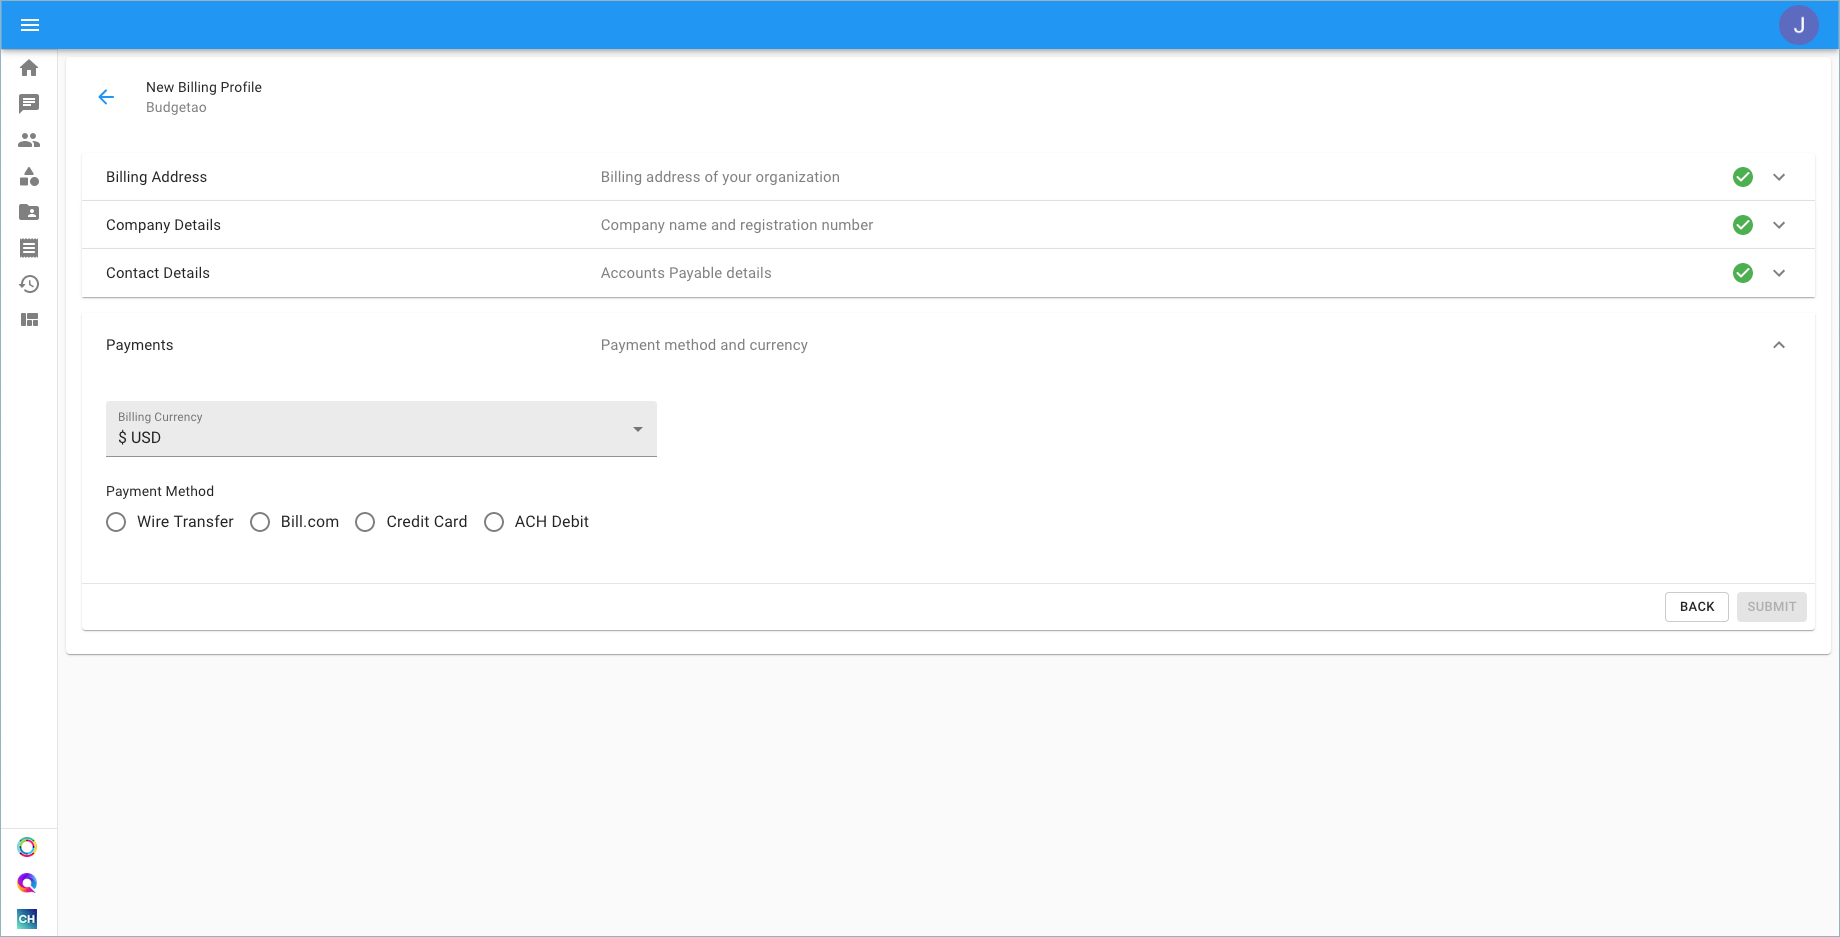 J
New Billing Profile
Budgetao
Billing Address Billing address of your organization
Company Details Company name and registration number
Contact Details Accounts Payable details
Payments Payment method and currency
Billing Currency
$ USD
Payment Method
Wire Transfer Bill.com Credit Card ACH Debit
BACK SUBMIT
CH